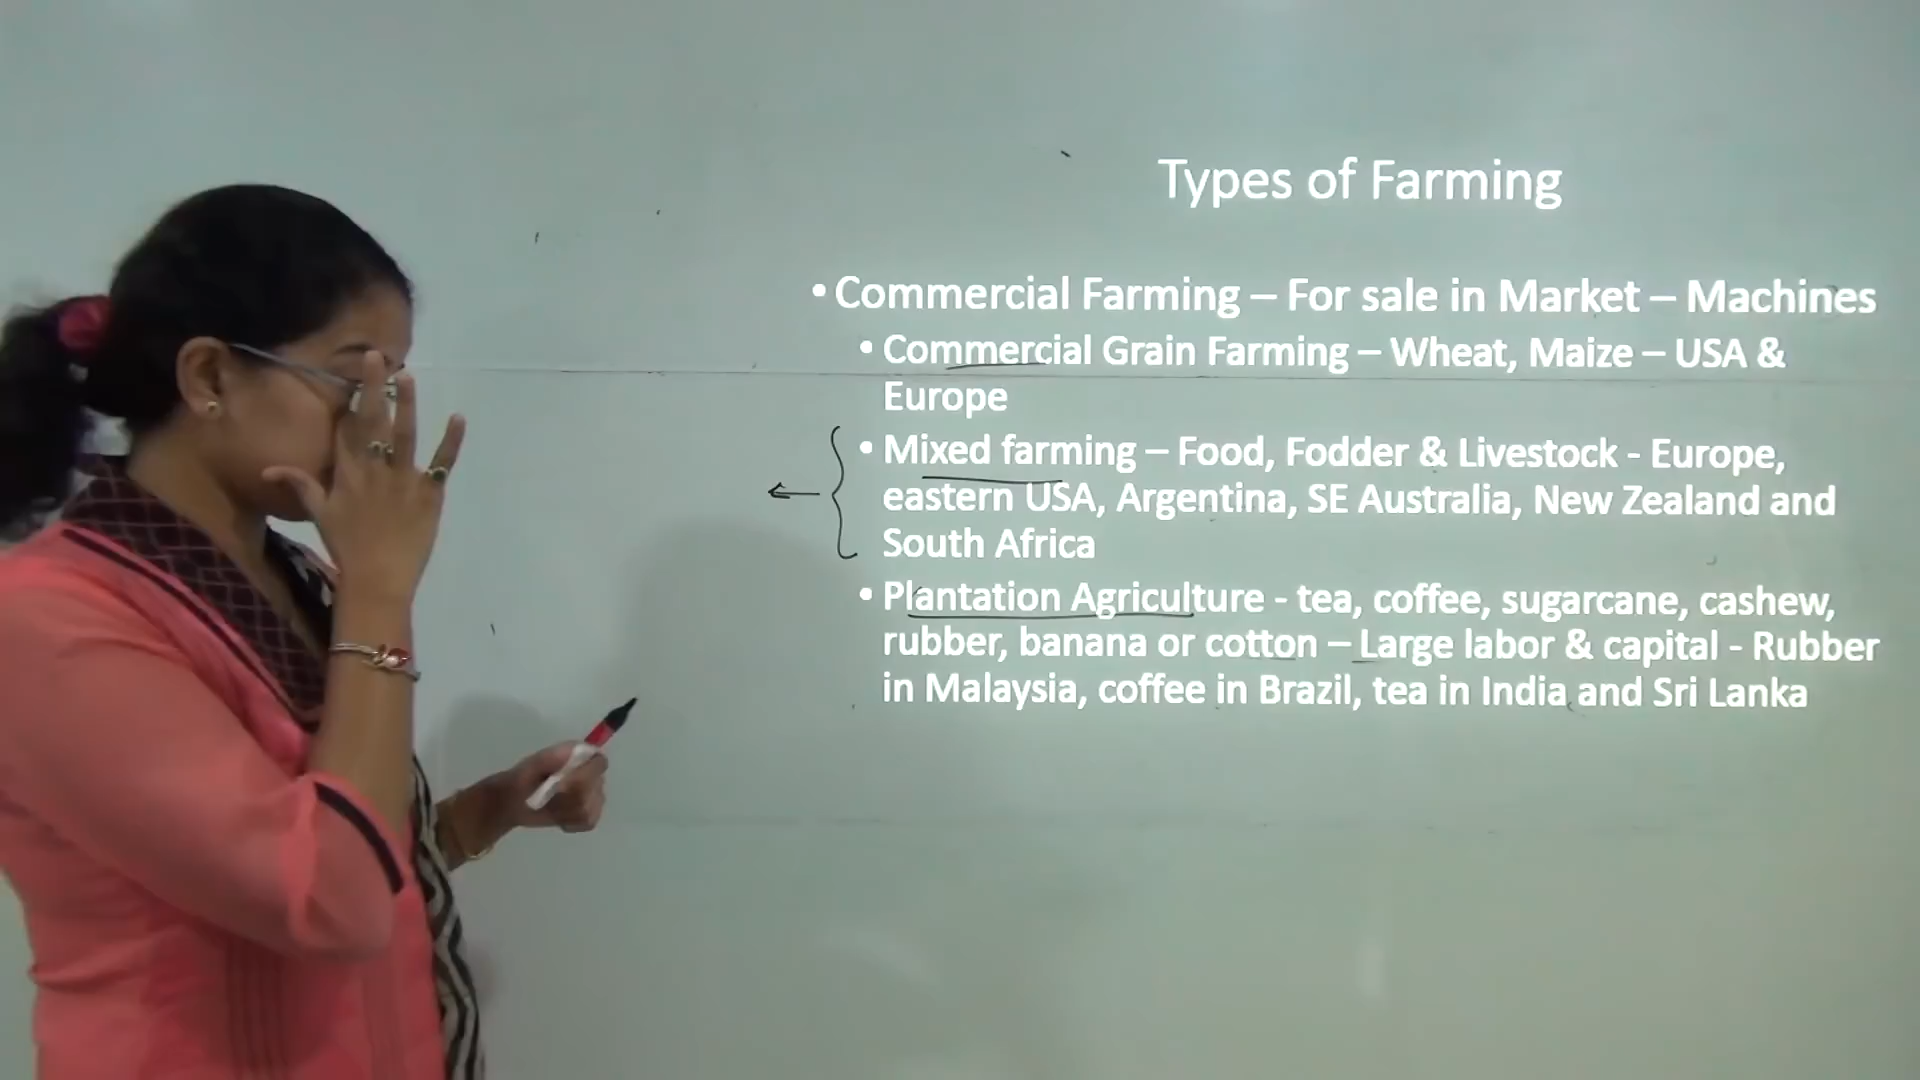 Types of Farming
• Commercial Farming – For sale in Market – Machines
• Commercial Grain Farming – Wheat, Maize – USA &
Europe
• Mixed farming – Food, Fodder & Livestock - Europe,
eastern USA, Argentina, SE Australia, New Zealand and
South Africa
• Plantation Agriculture - tea, coffee, sugarcane, cashew,
rubber, banana or cotton – Large labor & capital - Rubber
in Malaysia, coffee in Brazil, tea in India and Sri Lanka